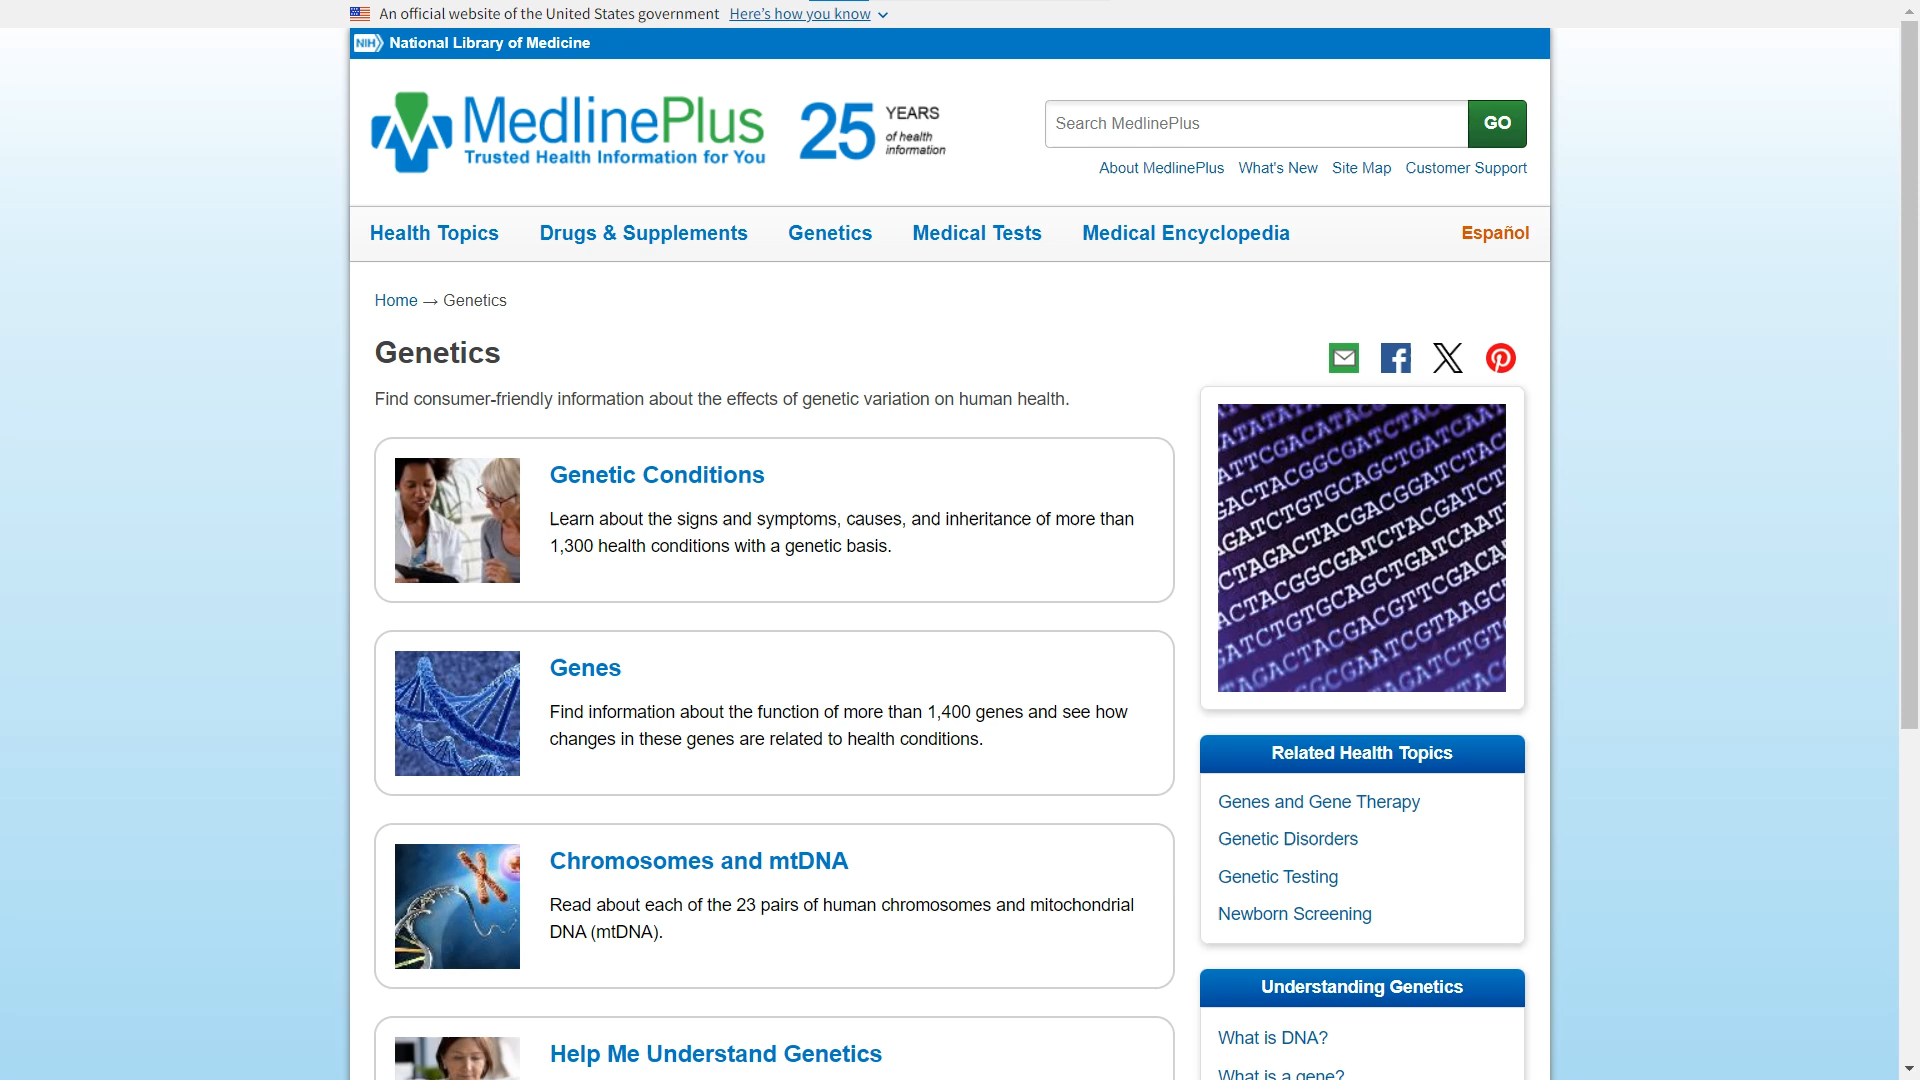 An official website of the United States government Here's how you know
NIH National Library of Medicine
MedlinePlus
Trusted Health Information for You
25 YEARS
of health
information
Search MedlinePlus
GO
About MedlinePlus What's New Site Map Customer Support
Health Topics Drugs & Supplements Genetics Medical Tests Medical Encyclopedia Español
Home → Genetics
Genetics
Find consumer-friendly information about the effects of genetic variation on human health.
Genetic Conditions
Learn about the signs and symptoms, causes, and inheritance of more than
1,300 health conditions with a genetic basis.
Genes
Find information about the function of more than 1,400 genes and see how
changes in these genes are related to health conditions.
Chromosomes and mtDNA
Read about each of the 23 pairs of human chromosomes and mitochondrial
DNA (mtDNA).
Help Me Understand Genetics
Related Health Topics
Genes and Gene Therapy
Genetic Disorders
Genetic Testing
Newborn Screening
Understanding Genetics
What is DNA?
What is a gene?